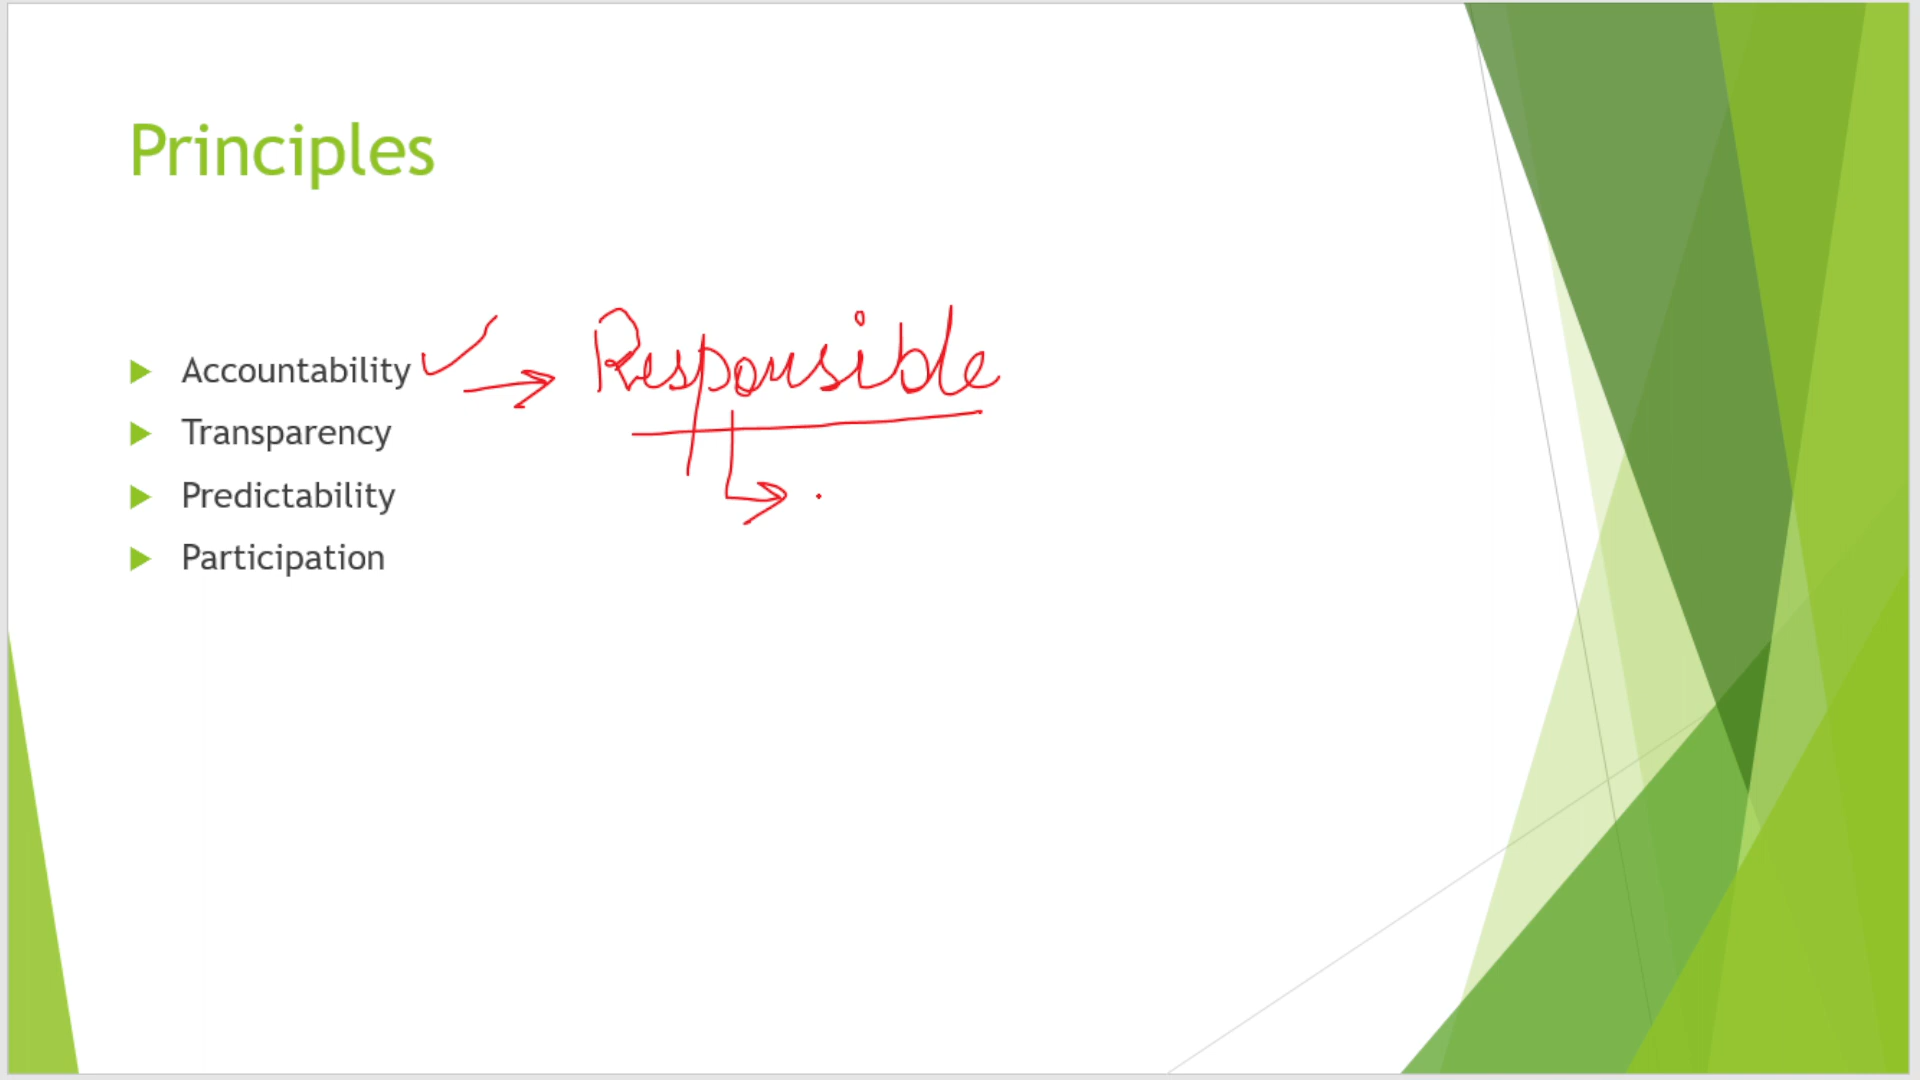 Principles
Accountability → Responsible
Transparency
Predictability
Participation